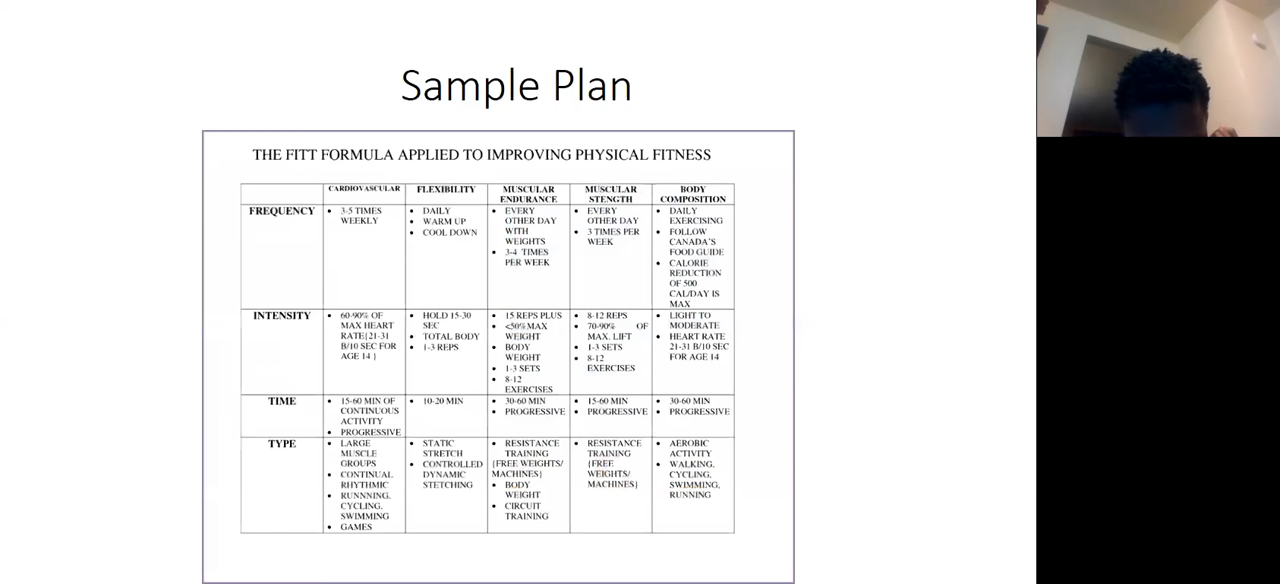 Sample Plan
THE FITT FORMULA APPLIED TO IMPROVING PHYSICAL FITNESS
CARDIOVASCULAR
FLEXIBILITY
MUSCULAR
ENDURANCE
MUSCULAR
STENGTH
BODY
COMPOSITION
FREQUENCY
• 3-5 TIMES
WEEKLY
• DAILY
• WARM UP
• COOL DOWN
• EVERY
OTHER DAY
WITH
WEIGHTS
• 3-4 TIMES
PER WEEK
• EVERY
OTHER DAY
• 3 TIMES PER
WEEK
• DAILY
EXERCISING
• FOLLOW
CANADA'S
FOOD GUIDE
• CALORIE
REDUCTION
OF 500
CAL/DAY IS
MAX
INTENSITY
• 60-90% OF
MAX HEART
RATE{21-31
B/10 SEC FOR
AGE 14 }
• HOLD 15-30
SEC
• TOTAL BODY
• 1-3 REPS
• 15 REPS PLUS
• <50%MAX
WEIGHT
• BODY
WEIGHT
• 1-3 SETS
• 8-12
EXERCISES
• 8-12 REPS
• 70-90% OF
MAX. LIFT
• 1-3 SETS
• 8-12
EXERCISES
• LIGHT TO
MODERATE
• HEART RATE
21-31 B/10 SEC
FOR AGE 14
TIME
• 15-60 MIN OF
CONTINUOUS
ACTIVITY
• PROGRESSIVE
• 10-20 MIN
• 30-60 MIN
• PROGRESSIVE
• 15-60 MIN
• PROGRESSIVE
• 30-60 MIN
• PROGRESSIVE
TYPE
• LARGE
MUSCLE
GROUPS
• CONTINUAL
RHYTHMIC
• RUNNNING,
CYCLING,
SWIMMING
• GAMES
• STATIC
STRETCH
• CONTROLLED
DYNAMIC
STETCHING
• RESISTANCE
TRAINING
{FREE WEIGHTS/
MACHINES}
• BODY
WEIGHT
• CIRCUIT
TRAINING
• RESISTANCE
TRAINING
{FREE
WEIGHTS/
MACHINES}
• AEROBIC
ACTIVITY
• WALKING,
CYCLING,
SWIMMING,
RUNNING